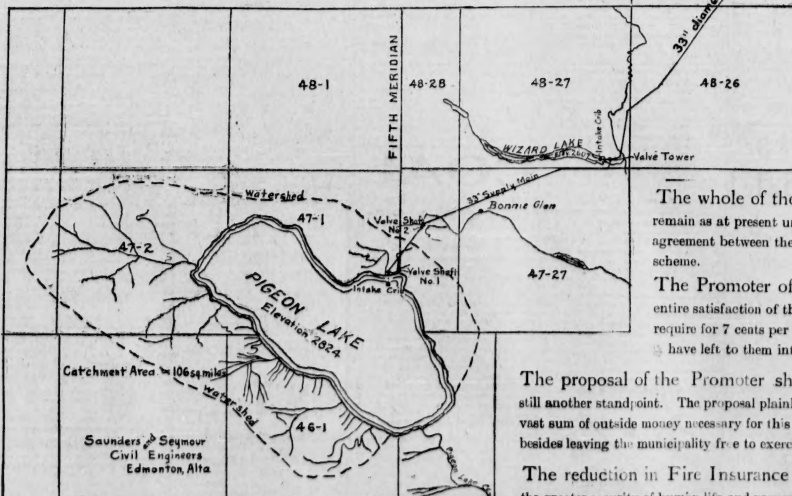 33" diam
48-1
FIFTH MERIDIAN
48-28
48-27
48-26
WIZARD LAKE
Intake Crib
Valve Tower
33" Supply Main
Bonnie Glen
Watershed
47-1
47-2
Valve Shaft
No. 2
Valve Shaft
No. 1
Intake Crib
47-27
PIGEON LAKE
Elevation 2824
Catchment Area = 106 sq. miles
watershed
46-1
Saunders and Seymour
Civil Engineers
Edmonton, Alta
The whole of the
remain as at present un
agreement between the
scheme.
The Promoter of
entire satisfaction of th
require for 7 cents per
have left to them int
The proposal of the Promoter sh
still another standpoint. The proposal plainl
vast sum of outside money necessary for this
besides leaving the municipality free to exerc
The reduction in Fire Insurance